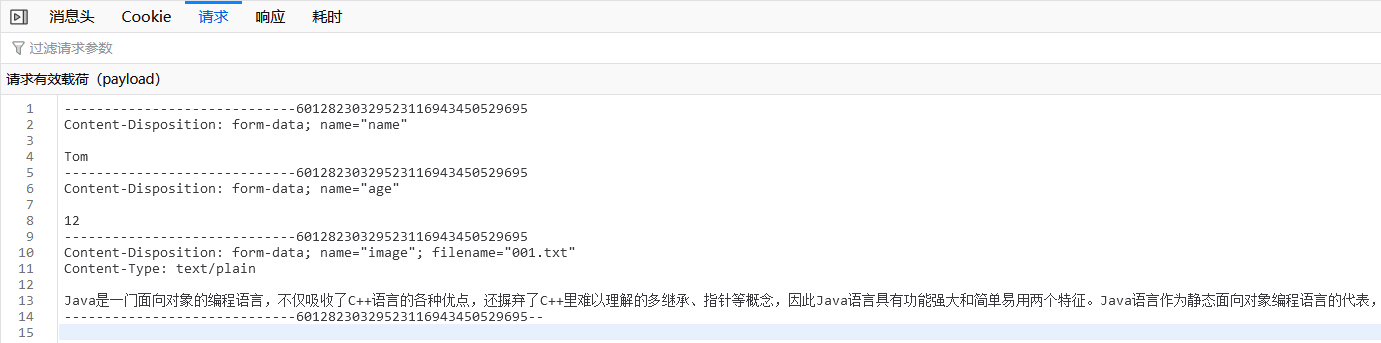 消息头 Cookie 请求 响应 耗时
过滤请求参数
请求有效载荷（payload）
1 -----------------------------601282303295231169434505​29695
2 Content-Disposition: form-data; name="name"
3
4 Tom
5 -----------------------------60128230329523116943450529695
6 Content-Disposition: form-data; name="age"
7
8 12
9 -----------------------------60128230329523116943450529695
10 Content-Disposition: form-data; name="image"; filename="001.txt"
11 Content-Type: text/plain
12
13 Java是一门面向对象的编程语言，不仅吸收了C++语言的各种优点，还摒弃了C++里难以理解的多继承、指针等概念，因此Java语言具有功能强大和简单易用两个特征。Java语言作为静态面向对象编程语言的代表，
14 -----------------------------60128230329523116943450529695--
15